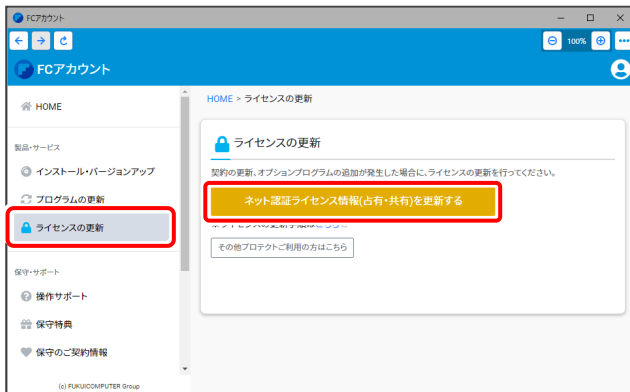 FCアカウント
100%
FCアカウント
HOME
製品・サービス
インストール・バージョンアップ
プログラムの更新
ライセンスの更新
保守・サポート
操作サポート
保守特典
保守のご契約情報
(c) FUKUICOMPUTER Group
HOME > ライセンスの更新
ライセンスの更新
契約の更新、オプションプログラムの追加が発生した場合に、ライセンスの更新を行ってください。
ネット認証ライセンス情報(占有・共有)を更新する
の更新手順はこちら
その他プロテクトご利用の方はこちら